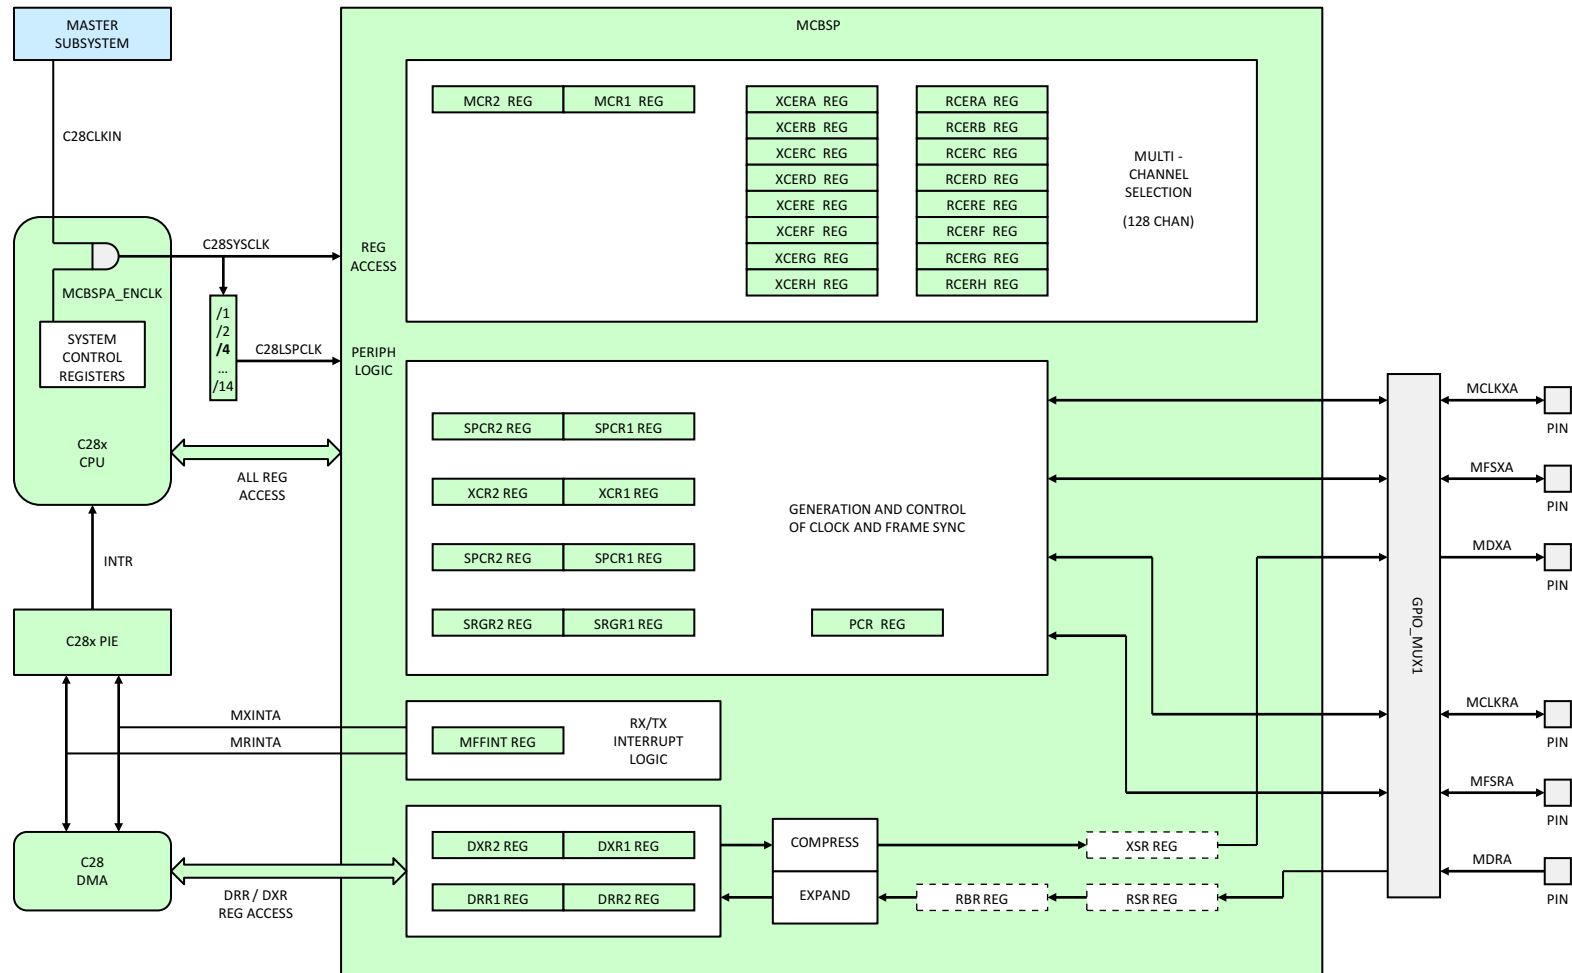 MASTER
SUBSYSTEM
C28CLKIN
MCBSP
MCR2 REG
MCR1 REG
XCERA REG
XCERB REG
XCERC REG
XCERD REG
XCERE REG
XCERF REG
XCERG REG
XCERH REG
RCERA REG
RCERB REG
RCERC REG
RCERD REG
RCERE REG
RCERF REG
RCERG REG
RCERH REG
MULTI -
CHANNEL
SELECTION
(128 CHAN)
C28SYSCLK
REG
ACCESS
MCBSPA_ENCLK
SYSTEM
CONTROL
REGISTERS
/1
/2
/4
...
/14
C28LSPCLK
PERIPH
LOGIC
C28x
CPU
ALL REG
ACCESS
SPCR2 REG
SPCR1 REG
XCR2 REG
XCR1 REG
SPCR2 REG
SPCR1 REG
SRGR2 REG
SRGR1 REG
GENERATION AND CONTROL
OF CLOCK AND FRAME SYNC
PCR REG
INTR
C28x PIE
MXINTA
MRINTA
MFFINT REG
RX/TX
INTERRUPT
LOGIC
C28
DMA
DRR / DXR
REG ACCESS
DXR2 REG
DXR1 REG
DRR1 REG
DRR2 REG
COMPRESS
EXPAND
XSR REG
RBR REG
RSR REG
GPIO_MUX1
MCLKXA
PIN
MFSXA
PIN
MDXA
PIN
MCLKRA
PIN
MFSRA
PIN
MDRA
PIN